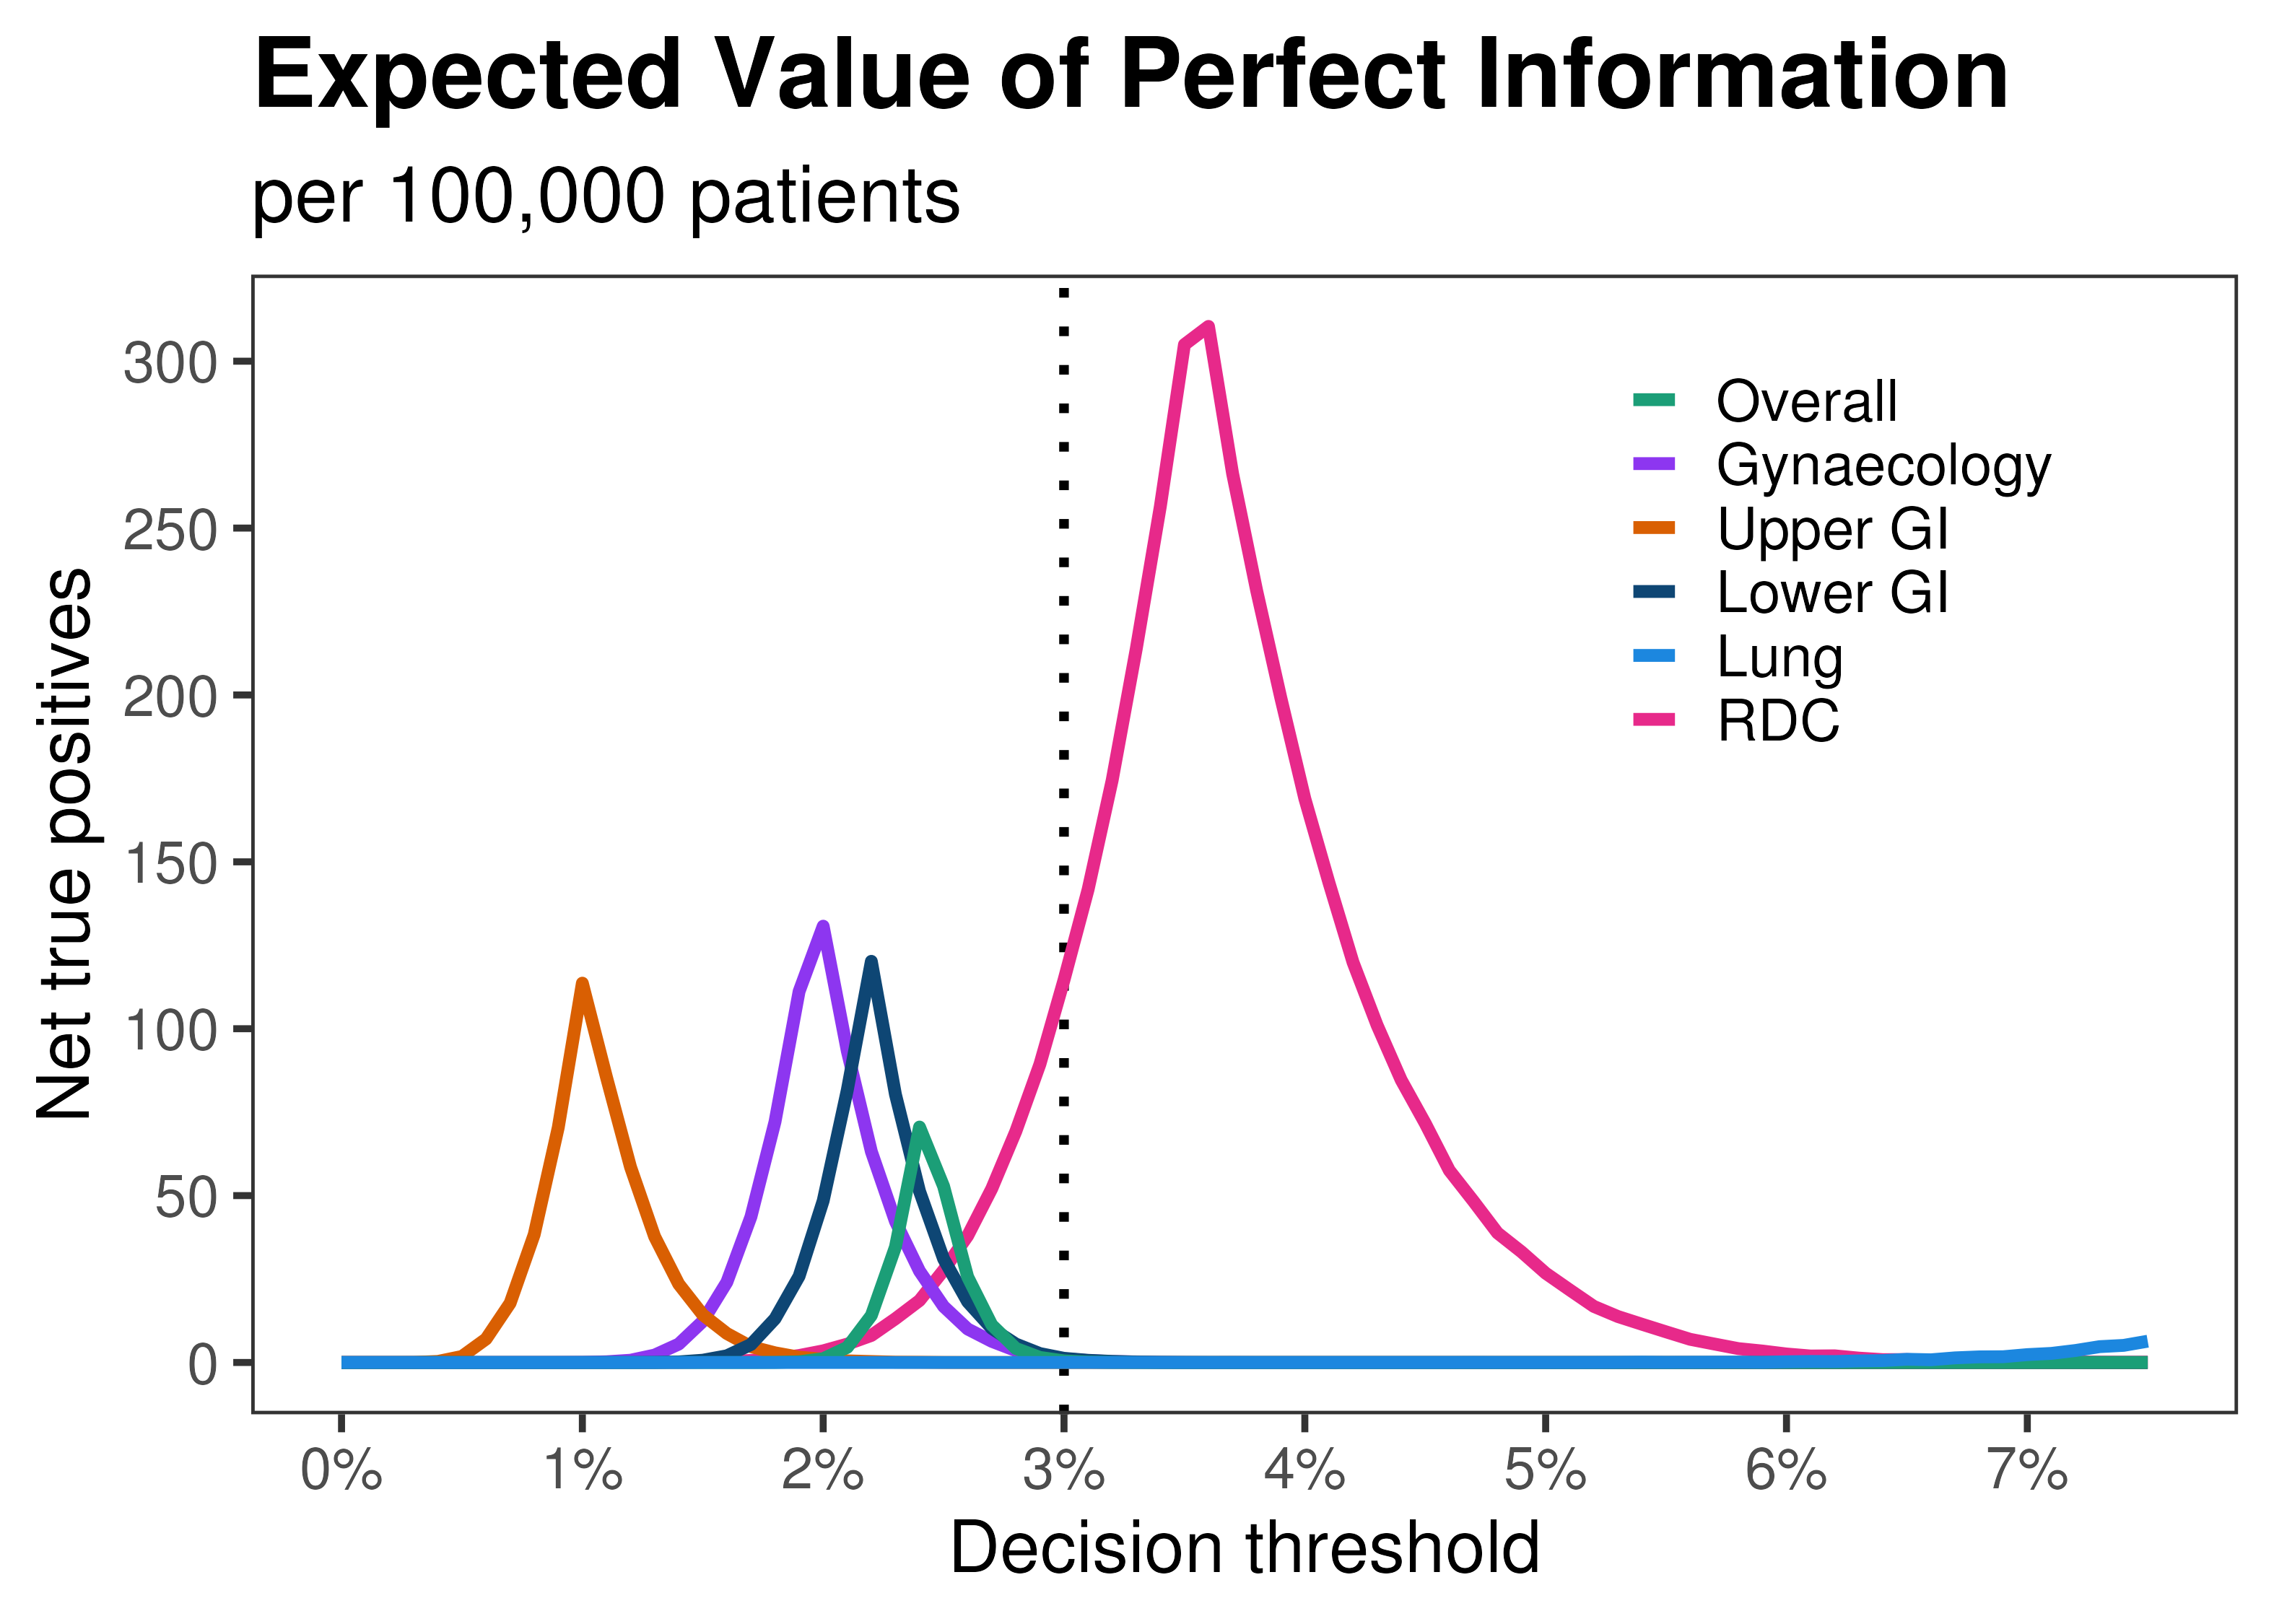 Expected Value of Perfect Information
per 100,000 patients
Net true positives
300
250
200
150
100
50
0
Overall
Gynaecology
Upper GI
Lower GI
Lung
RDC
0% 1% 2% 3% 4% 5% 6% 7%
Decision threshold